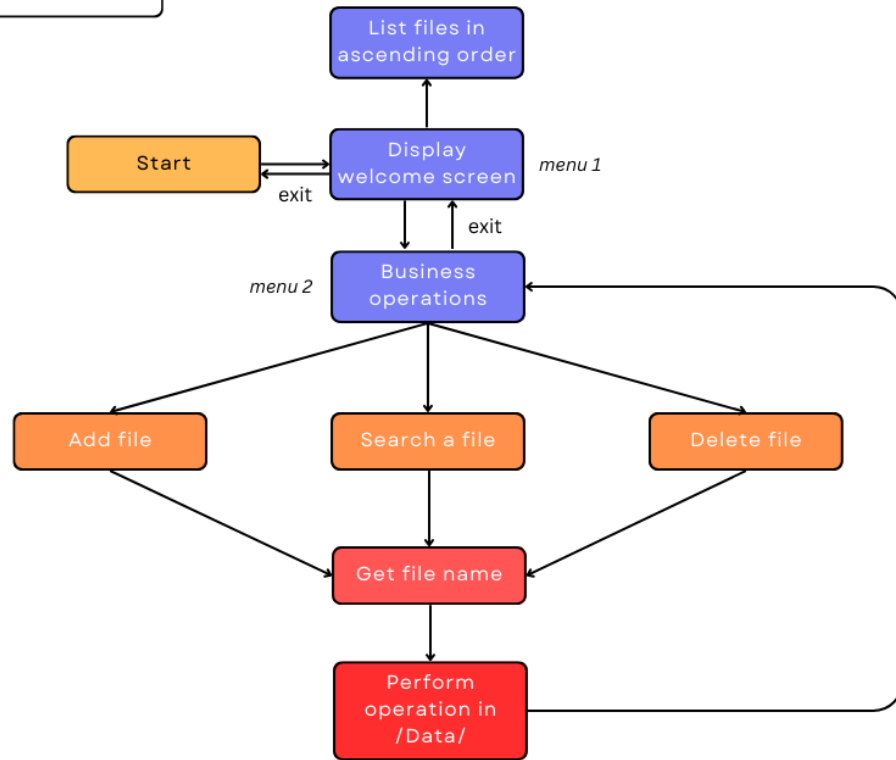 List files in
ascending order
Start
Display
welcome screen
menu 1
exit
exit
menu 2
Business
operations
Add file
Search a file
Delete file
Get file name
Perform
operation in
/Data/